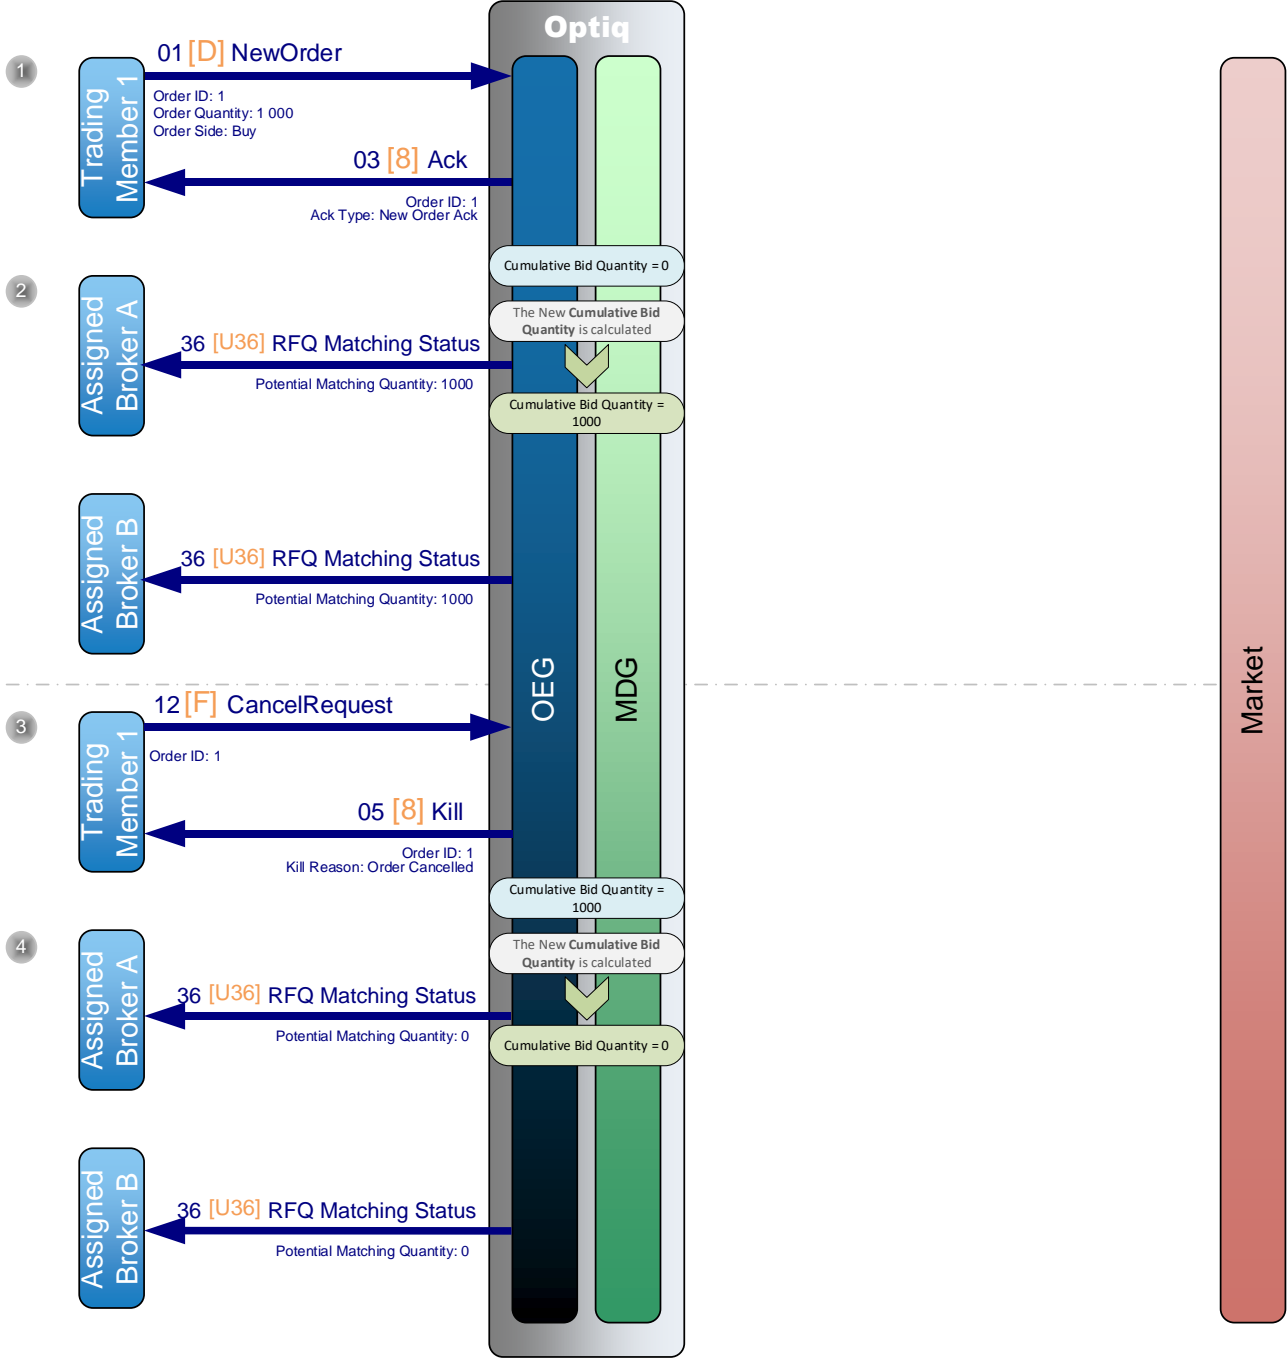 Optiq
1
01 [D] NewOrder
Trading
Member 1
Order ID: 1
Order Quantity: 1 000
Order Side: Buy
03 [8] Ack
Order ID: 1
Ack Type: New Order Ack
Cumulative Bid Quantity = 0
2
Assigned
Broker A
The New Cumulative Bid
Quantity is calculated
36 [U36] RFQ Matching Status
Potential Matching Quantity: 1000
Cumulative Bid Quantity =
1000
Assigned
Broker B
36 [U36] RFQ Matching Status
Potential Matching Quantity: 1000
OEG
MDG
Market
12 [F] CancelRequest
3
Trading
Member 1
Order ID: 1
05 [8] Kill
Order ID: 1
Kill Reason: Order Cancelled
Cumulative Bid Quantity =
1000
4
Assigned
Broker A
The New Cumulative Bid
Quantity is calculated
36 [U36] RFQ Matching Status
Potential Matching Quantity: 0
Cumulative Bid Quantity = 0
Assigned
Broker B
36 [U36] RFQ Matching Status
Potential Matching Quantity: 0